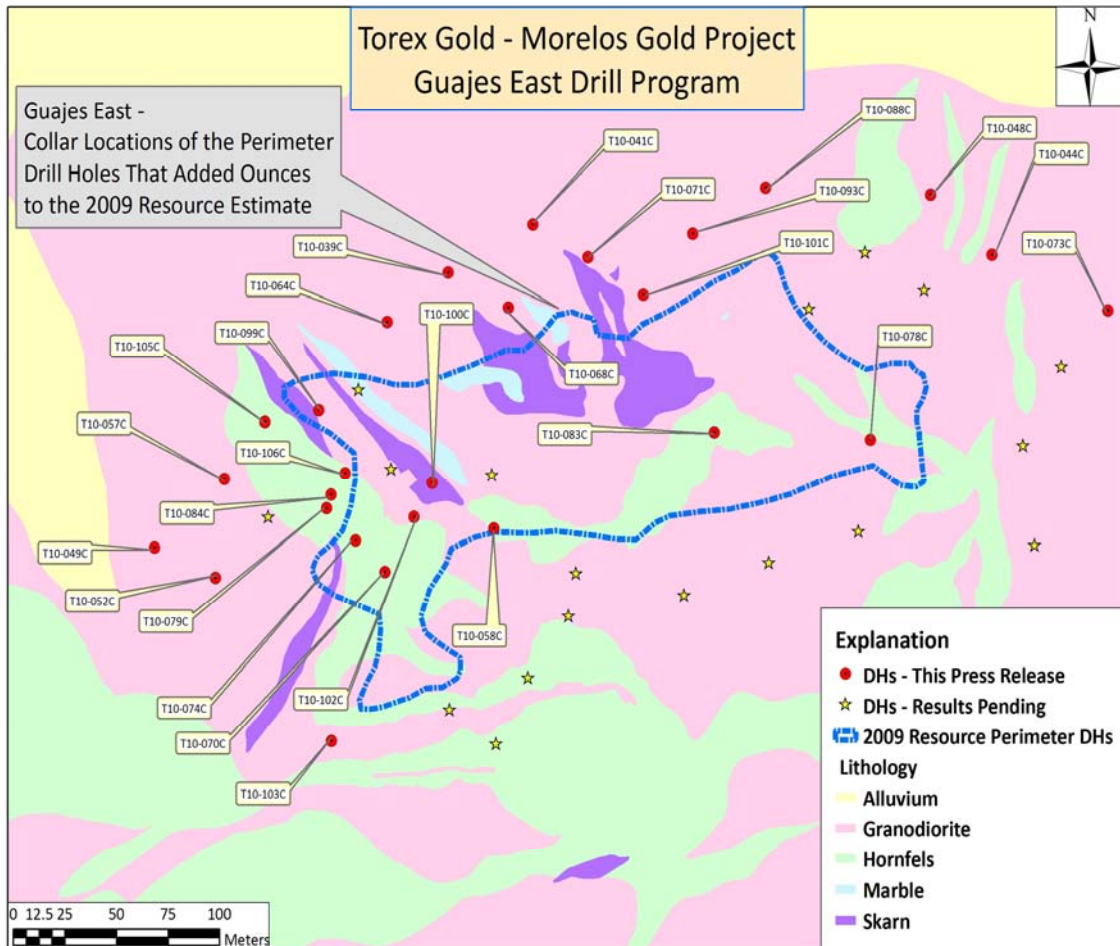 Torex Gold - Morelos Gold Project
Guajes East Drill Program
N
Guajes East -
Collar Locations of the Perimeter
Drill Holes That Added Ounces
to the 2009 Resource Estimate
T10-088C
T10-041C
T10-048C
T10-044C
T10-071C
T10-093C
T10-039C
T10-101C
T10-073C
T10-064C
T10-100C
T10-099C
T10-105C
T10-078C
T10-068C
T10-057C
T10-083C
T10-106C
T10-084C
T10-049C
T10-052C
T10-079C
T10-058C
T10-074C
T10-102C
T10-070C
T10-103C
Explanation
DHs - This Press Release
DHs - Results Pending
2009 Resource Perimeter DHs
Lithology
Alluvium
Granodiorite
Hornfels
Marble
Skarn
0 12.5 25 50 75 100
Meters